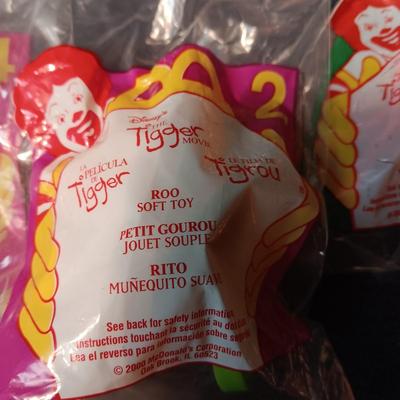 2
Disney's
THE
Tigger
MOVIE
LA
PELÍCULA
DE
Tigger
LE FILM DE
Tigrou
ROO
SOFT TOY
PETIT GOUROU
JOUET SOUPLE
RITO
MUÑEQUITO SUAVE
See back for safety information
Instructions touchant la sécurité au dos
Lea el reverso para información sobre
© 2000 McDonald's Corporation
Oak Brook, IL 60523